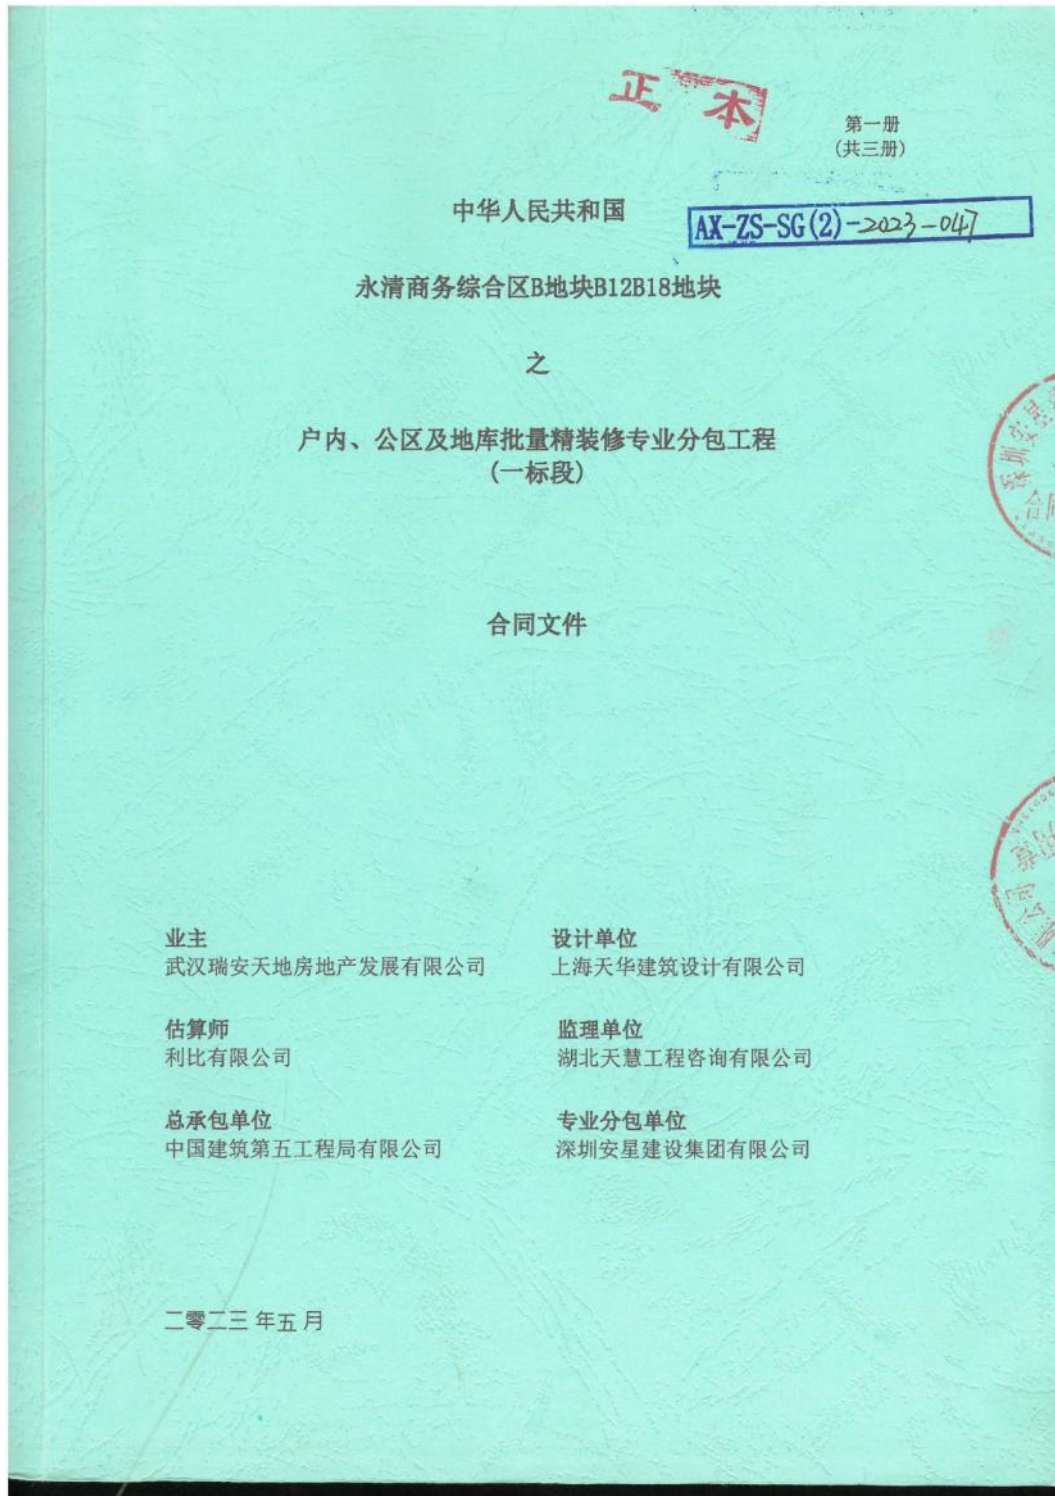 正本
第一册
(共三册)
中华人民共和国
AX-ZS-SG(2)-2023-047
永清商务综合区B地块B12B18地块
之
户内、公区及地库批量精装修专业分包工程
(一标段)
合同文件
业主
武汉瑞安天地房地产发展有限公司
设计单位
上海天华建筑设计有限公司
估算师
利比有限公司
监理单位
湖北天慧工程咨询有限公司
总承包单位
中国建筑第五工程局有限公司
专业分包单位
深圳安星建设集团有限公司
二零二三年五月